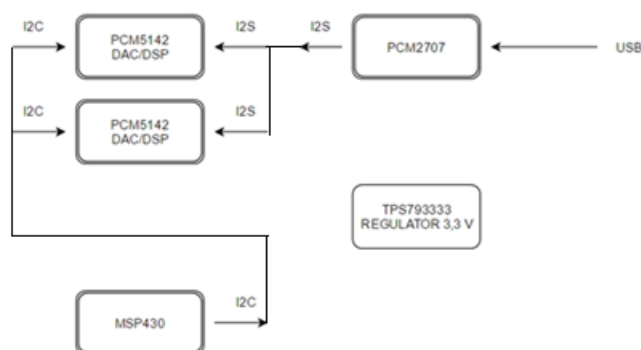 I2C
PCM5142
DAC/DSP
I2S
I2S
PCM2707
USB
I2C
PCM5142
DAC/DSP
I2S
TPS793333
REGULATOR 3,3 V
MSP430
I2C